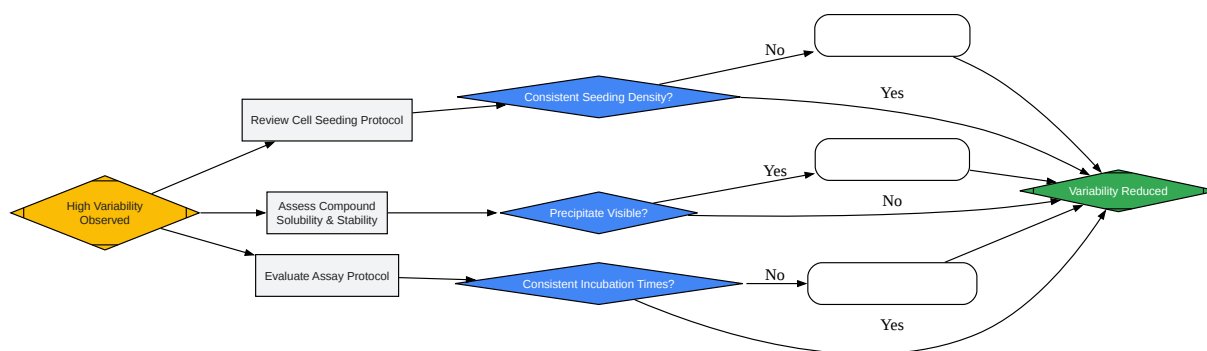 No
Consistent Seeding Density?
Yes
Review Cell Seeding Protocol
Yes
High Variability
Observed
Assess Compound
Solubility & Stability
Precipitate Visible?
No
Variability Reduced
Evaluate Assay Protocol
Consistent Incubation Times?
No
Yes